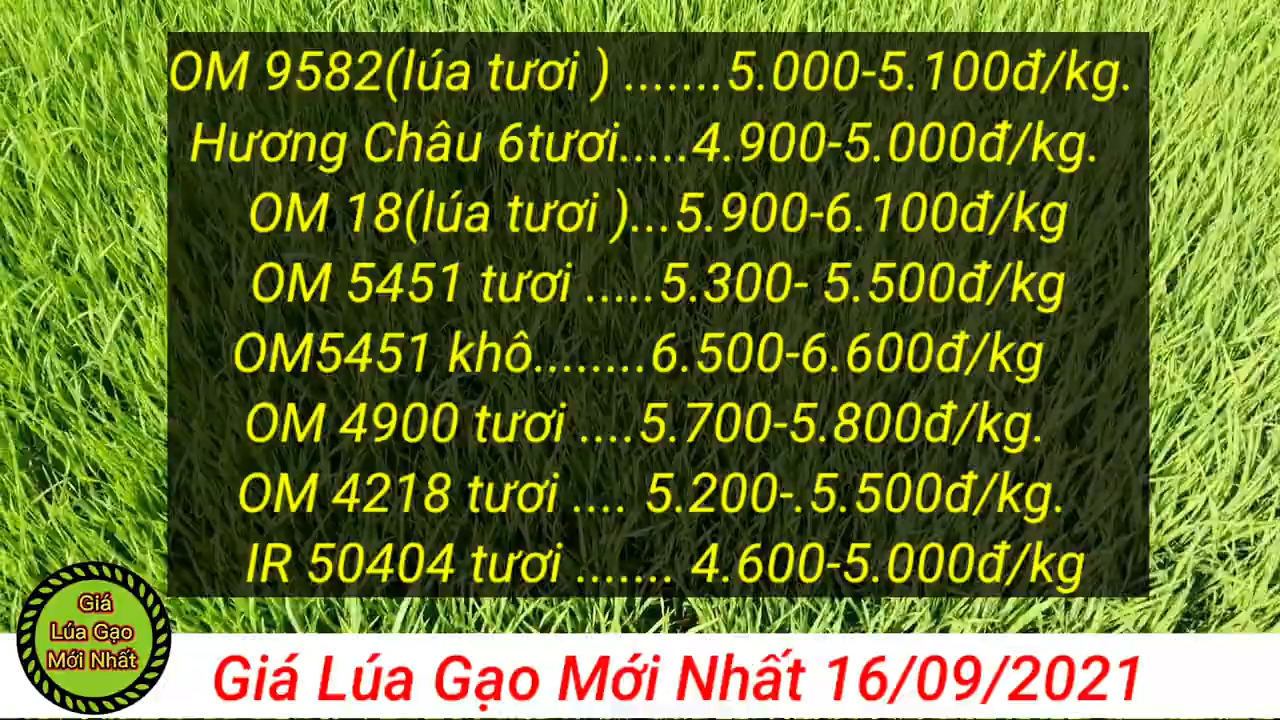 OM 9582(lúa tươi ) .......5.000-5.100đ/kg.
Hương Châu 6tươi.....4.900-5.000đ/kg.
OM 18(lúa tươi )...5.900-6.100đ/kg
OM 5451 tươi .....5.300- 5.500đ/kg
OM5451 khô........6.500-6.600đ/kg
OM 4900 tươi ....5.700-5.800đ/kg.
OM 4218 tươi .... 5.200-.5.500đ/kg.
IR 50404 tươi ....... 4.600-5.000đ/kg
Giá
Lúa Gạo
Mới Nhất
Giá Lúa Gạo Mới Nhất 16/09/2021